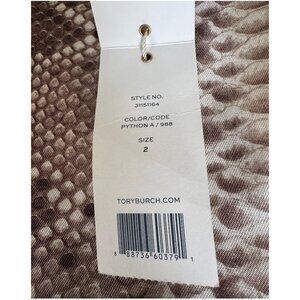 STYLE NO.
31151164
COLOR/CODE
PYTHON A / 988
SIZE
2
TORYBURCH.COM
8 88736 60379 1